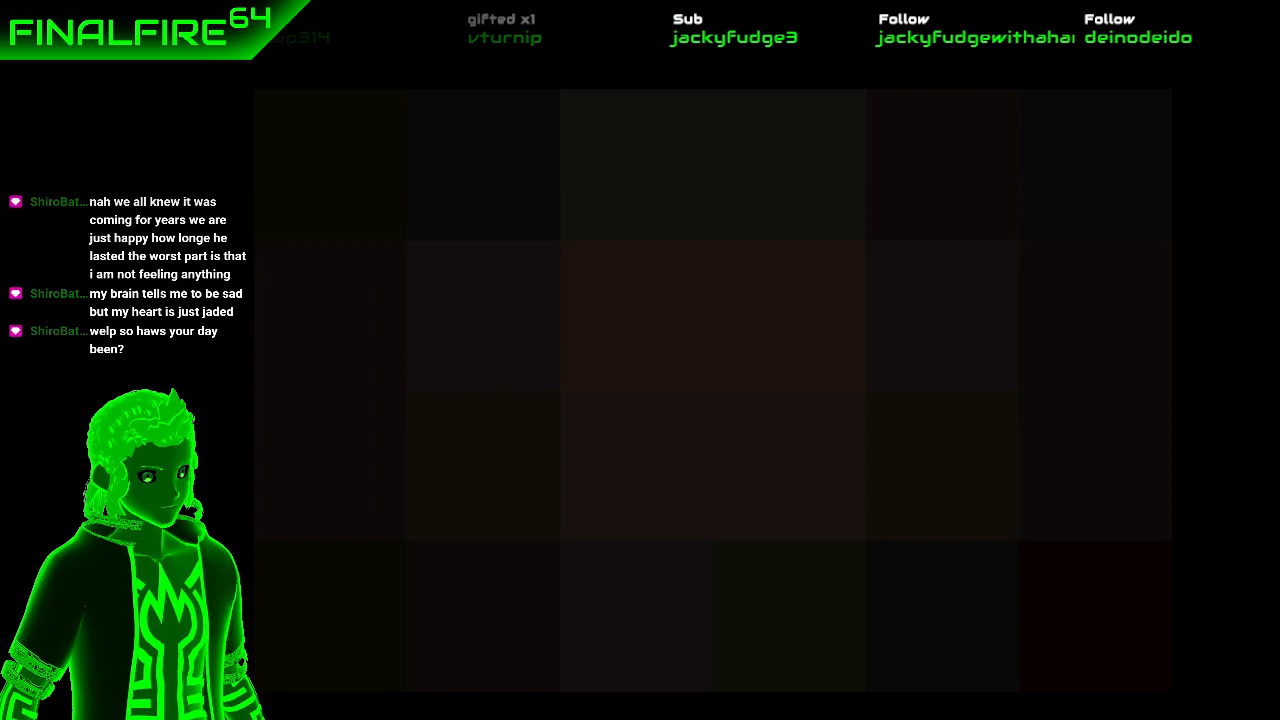 FINALFIRE64
gifted x1
vturnip
Sub
jackyfudge3
Follow
jackyfudgewithahar
Follow
deinodeido
ShiroBat... nah we all knew it was
coming for years we are
just happy how longe he
lasted the worst part is that
i am not feeling anything
ShiroBat... my brain tells me to be sad
but my heart is just jaded
ShiroBat... welp so haws your day
been?